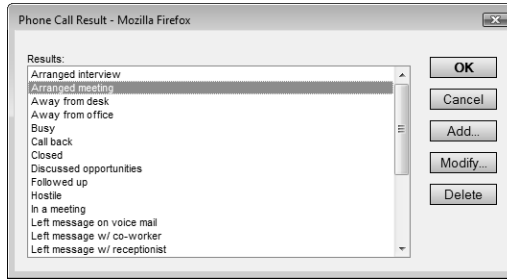 Phone Call Result - Mozilla Firefox
Results:
Arranged interview
Arranged meeting
Away from desk
Away from office
Busy
Call back
Closed
Discussed opportunities
Followed up
Hostile
In a meeting
Left message on voice mail
Left message w/ co-worker
Left message w/ receptionist
OK
Cancel
Add...
Modify...
Delete